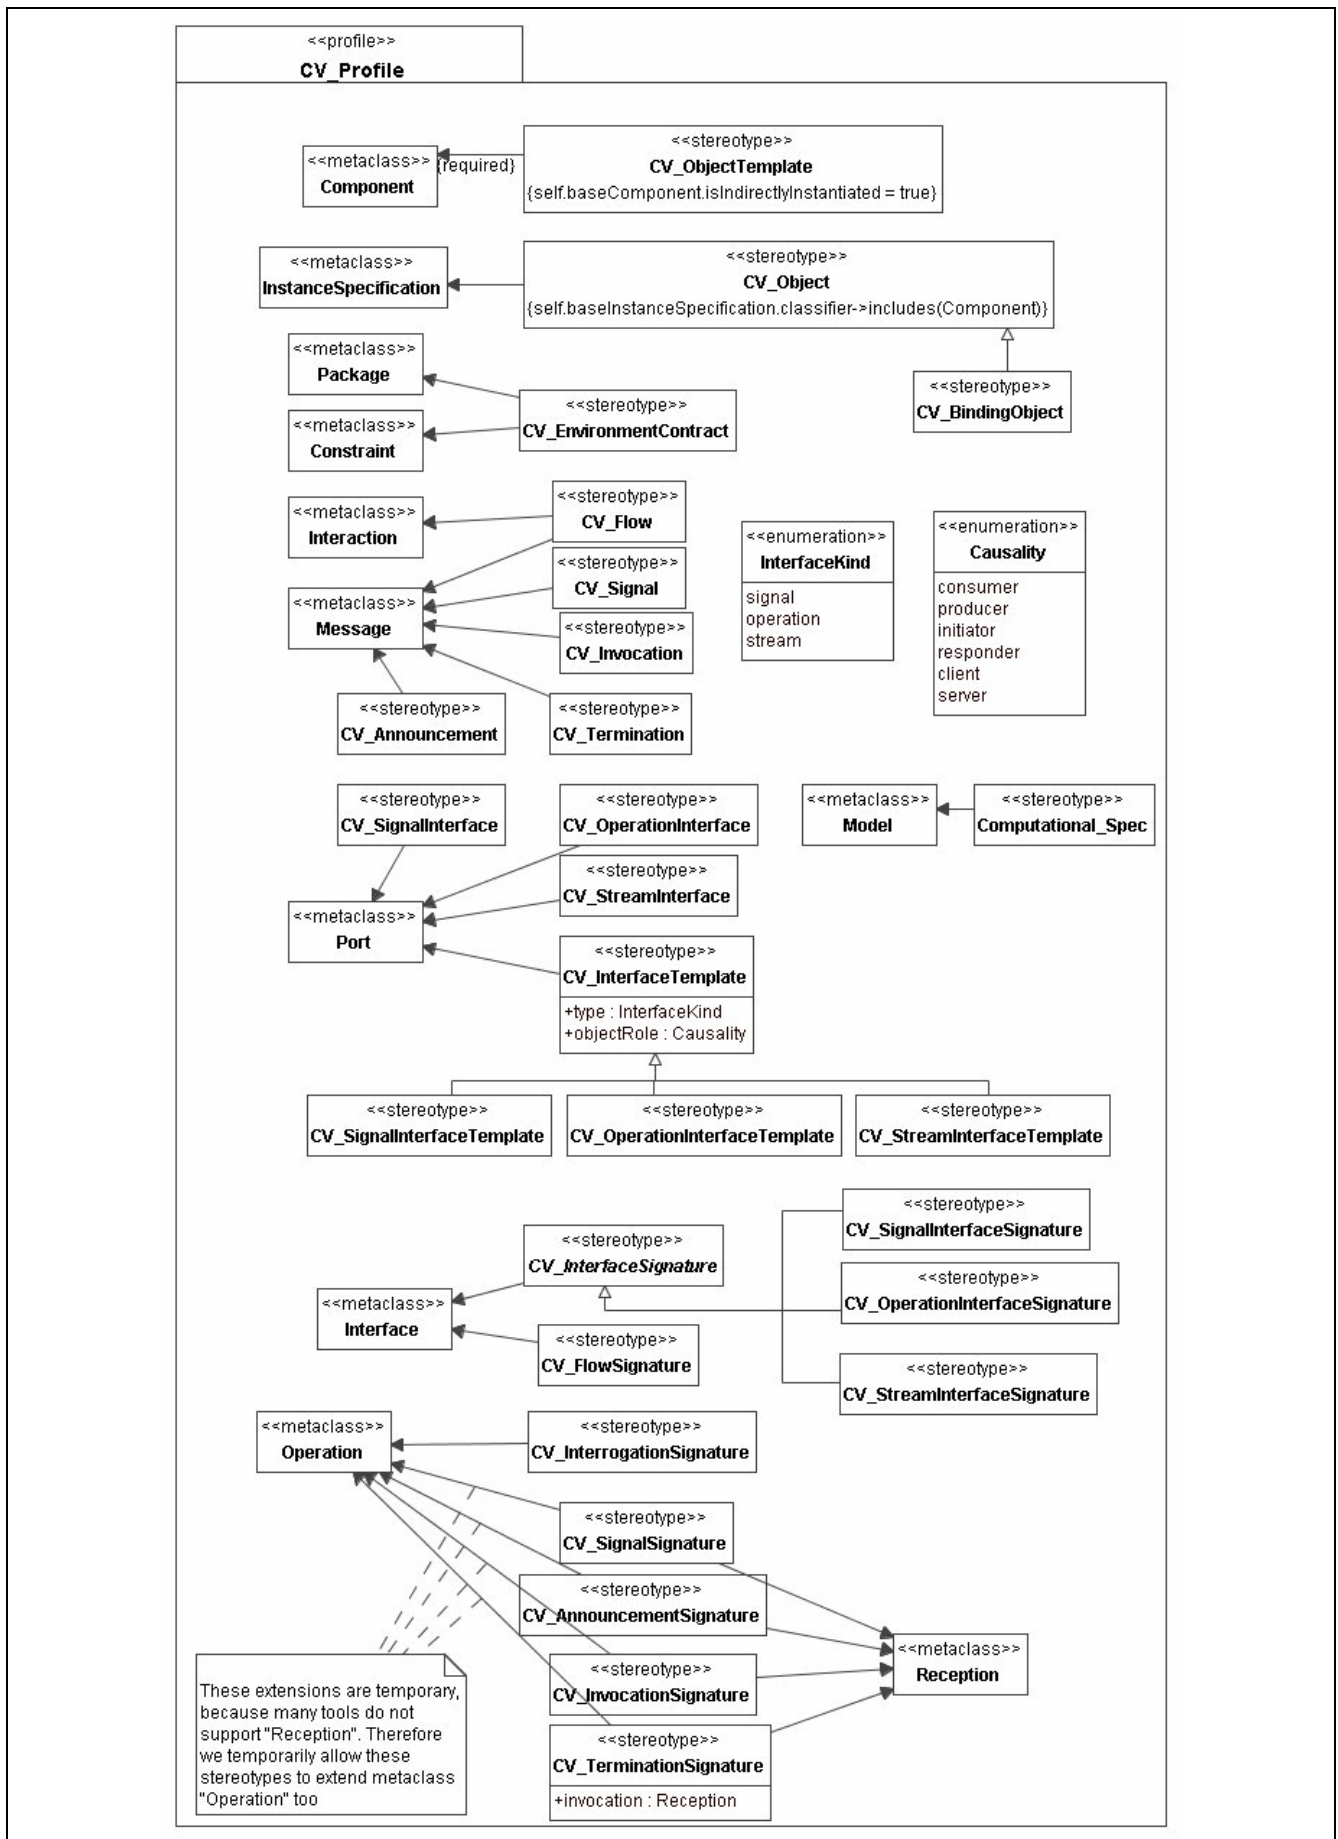 <<profile>>
CV_Profile
<<metaclass>>
Component
{required}
<<stereotype>>
CV_ObjectTemplate
{self.baseComponent.isIndirectlyInstantiated = true}
<<metaclass>>
InstanceSpecification
<<stereotype>>
CV_Object
{self.baseInstanceSpecification.classifier->includes(Component)}
<<metaclass>>
Package
<<stereotype>>
CV_BindingObject
<<stereotype>>
CV_EnvironmentContract
<<metaclass>>
Constraint
<<metaclass>>
Interaction
<<stereotype>>
CV_Flow
<<stereotype>>
CV_Signal
<<metaclass>>
Message
<<stereotype>>
CV_Invocation
<<stereotype>>
CV_Announcement
<<stereotype>>
CV_Termination
<<enumeration>>
InterfaceKind
signal
operation
stream
<<enumeration>>
Causality
consumer
producer
initiator
responder
client
server
<<stereotype>>
CV_SignalInterface
<<stereotype>>
CV_OperationInterface
<<metaclass>>
Model
<<stereotype>>
Computational_Spec
<<stereotype>>
CV_StreamInterface
<<metaclass>>
Port
<<stereotype>>
CV_InterfaceTemplate
+type : InterfaceKind
+objectRole : Causality
<<stereotype>>
CV_SignalInterfaceTemplate
<<stereotype>>
CV_OperationInterfaceTemplate
<<stereotype>>
CV_StreamInterfaceTemplate
<<stereotype>>
CV_SignalInterfaceSignature
<<stereotype>>
CV_InterfaceSignature
<<stereotype>>
CV_OperationInterfaceSignature
<<metaclass>>
Interface
<<stereotype>>
CV_FlowSignature
<<stereotype>>
CV_StreamInterfaceSignature
<<metaclass>>
Operation
<<stereotype>>
CV_InterrogationSignature
<<stereotype>>
CV_SignalSignature
<<stereotype>>
CV_AnnouncementSignature
<<metaclass>>
Reception
<<stereotype>>
CV_InvocationSignature
<<stereotype>>
CV_TerminationSignature
+invocation : Reception
These extensions are temporary,
because many tools do not
support "Reception". Therefore
we temporarily allow these
stereotypes to extend metaclass
"Operation" too